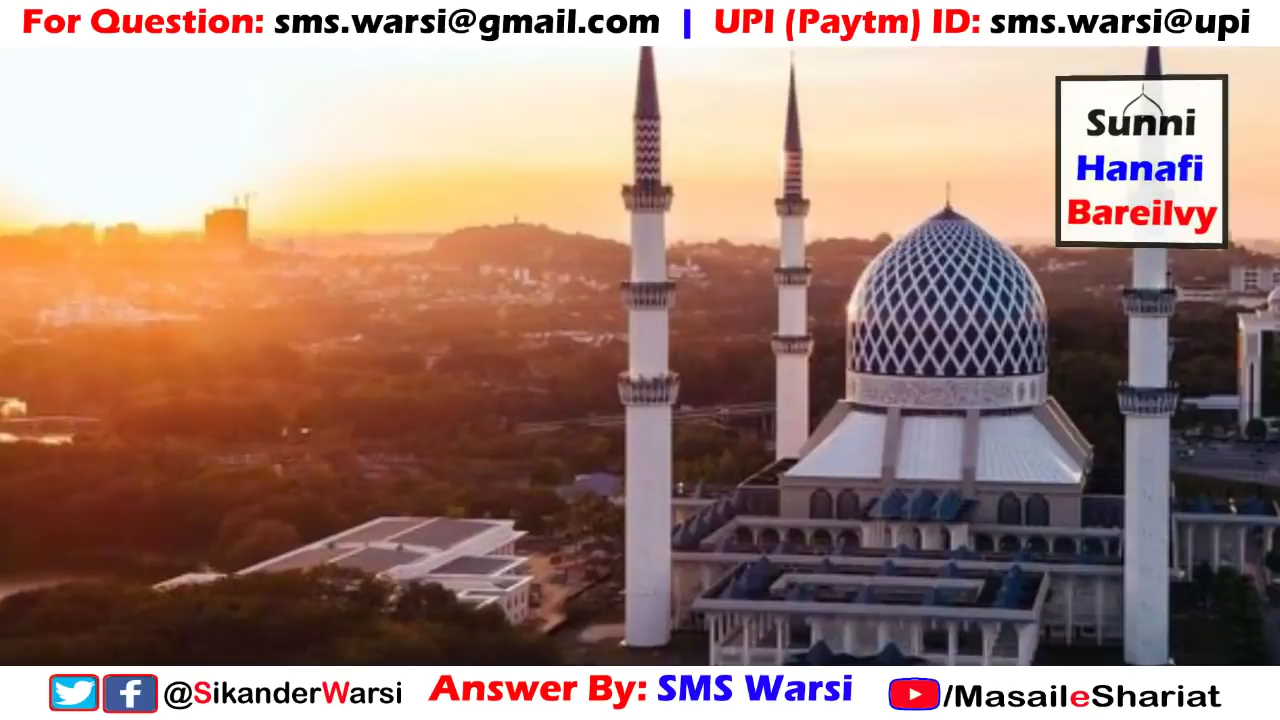 For Question: sms.warsi@gmail.com | UPI (Paytm) ID: sms.warsi@upi
Sunni
Hanafi
Bareilvy
@SikanderWarsi Answer By: SMS Warsi /MasaileShariat